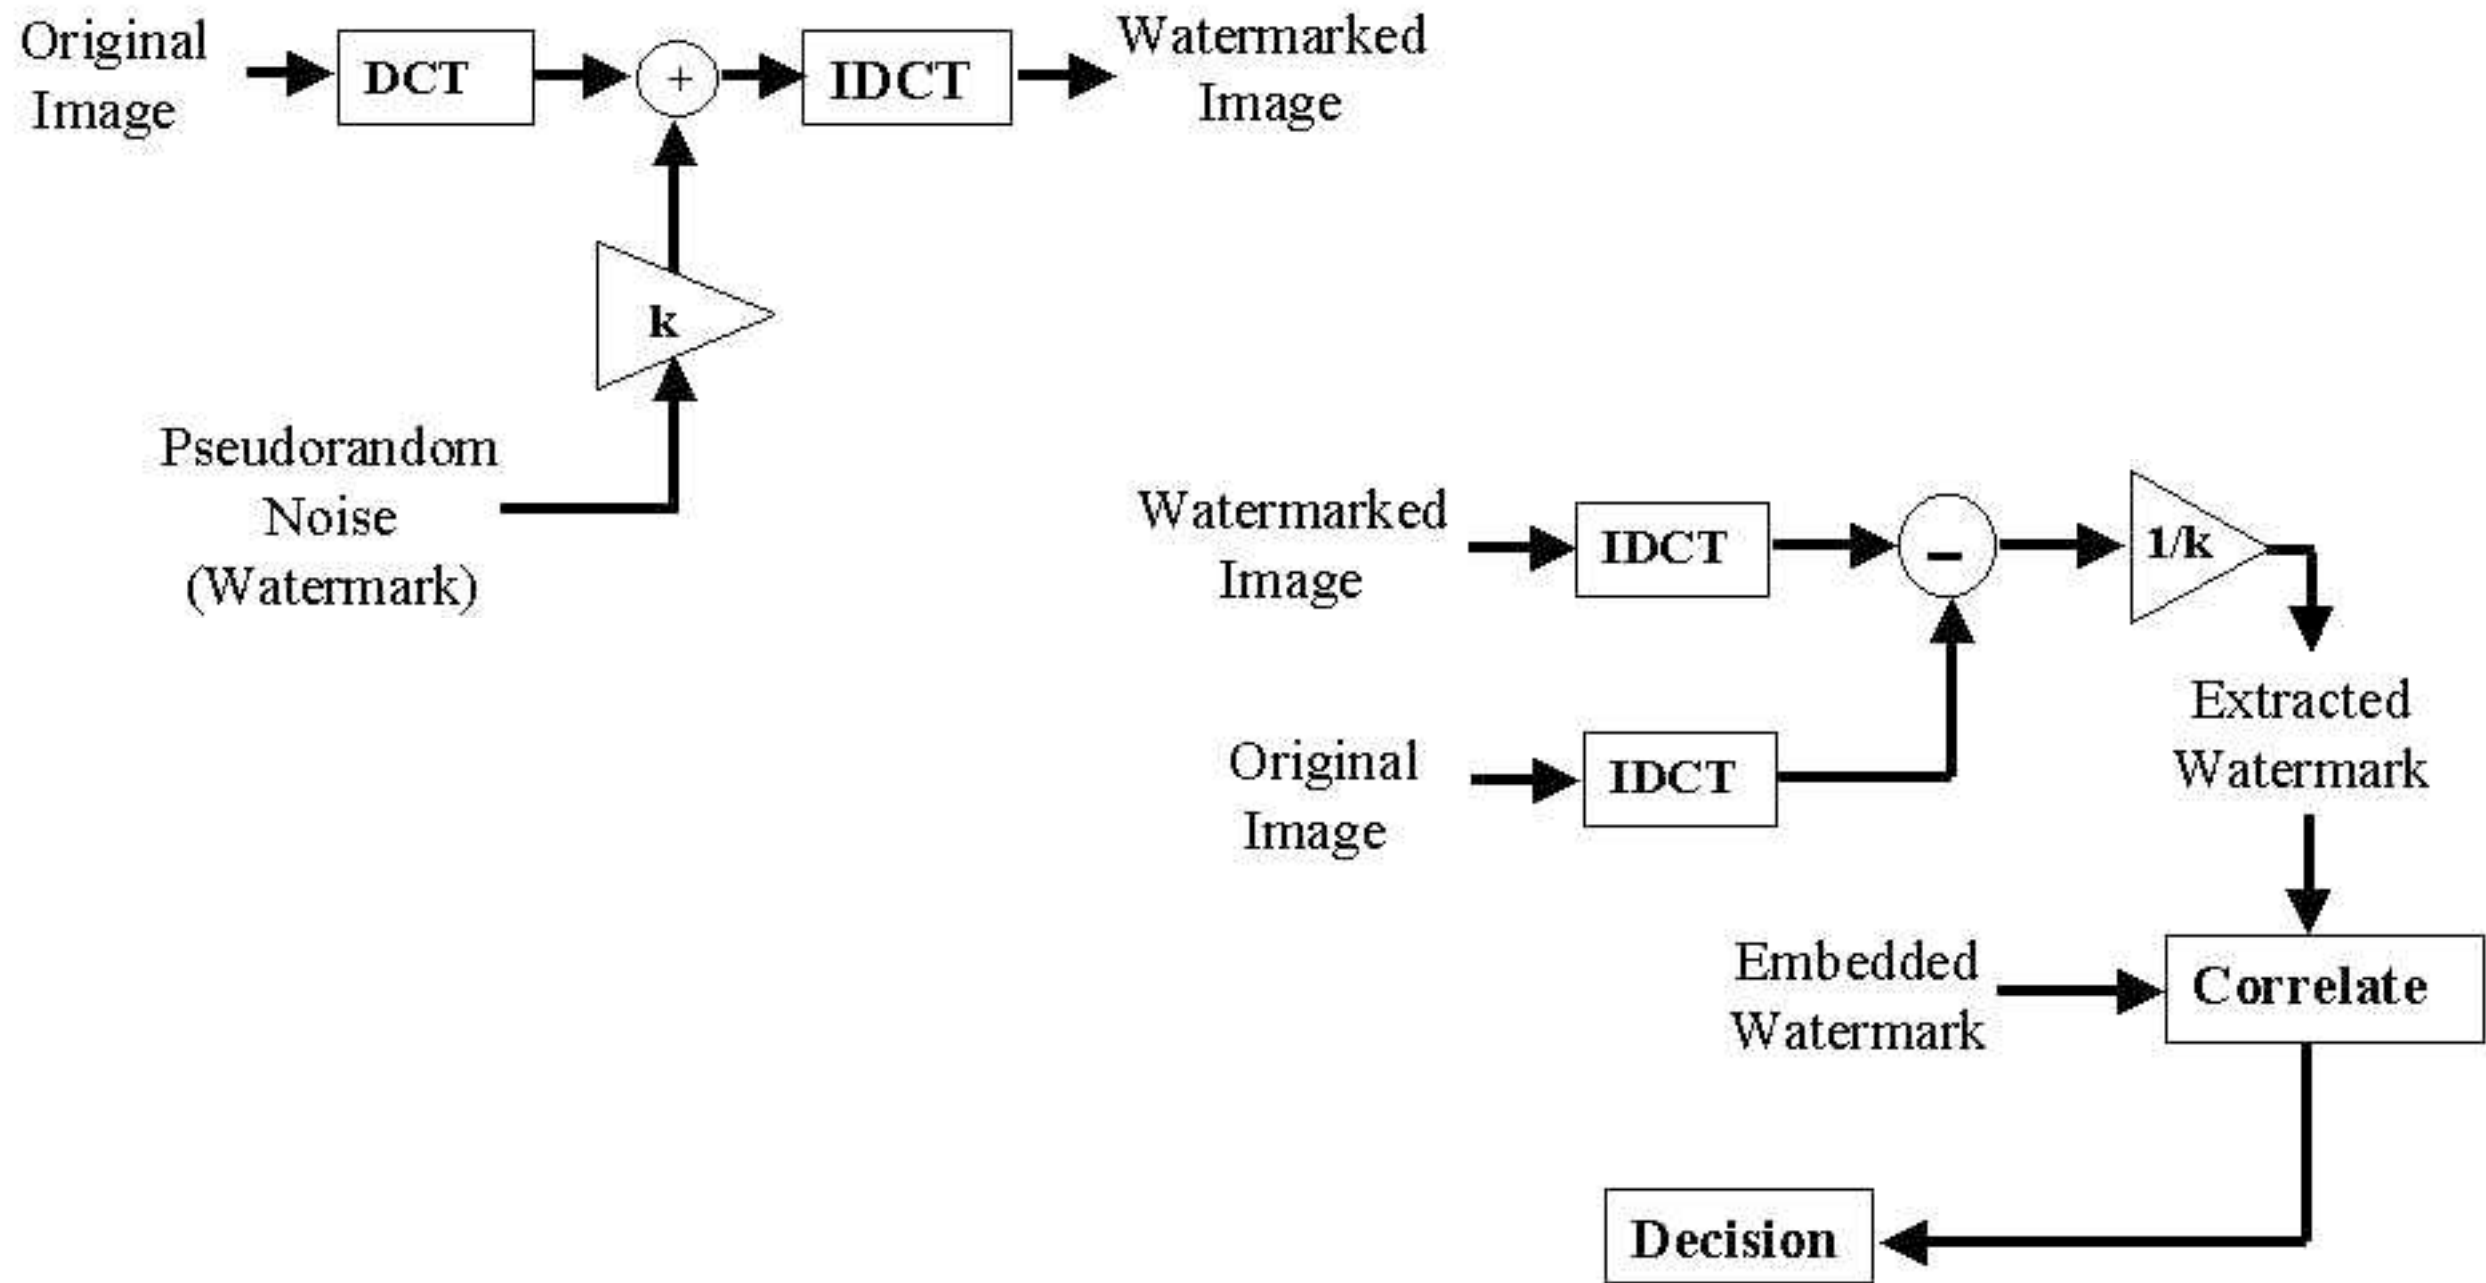 Original
Image
DCT
+
IDCT
Watermarked
Image
k
Pseudorandom
Noise
(Watermark)
Watermarked
Image
IDCT
–
1/k
Original
Image
IDCT
Extracted
Watermark
Embedded
Watermark
Correlate
Decision